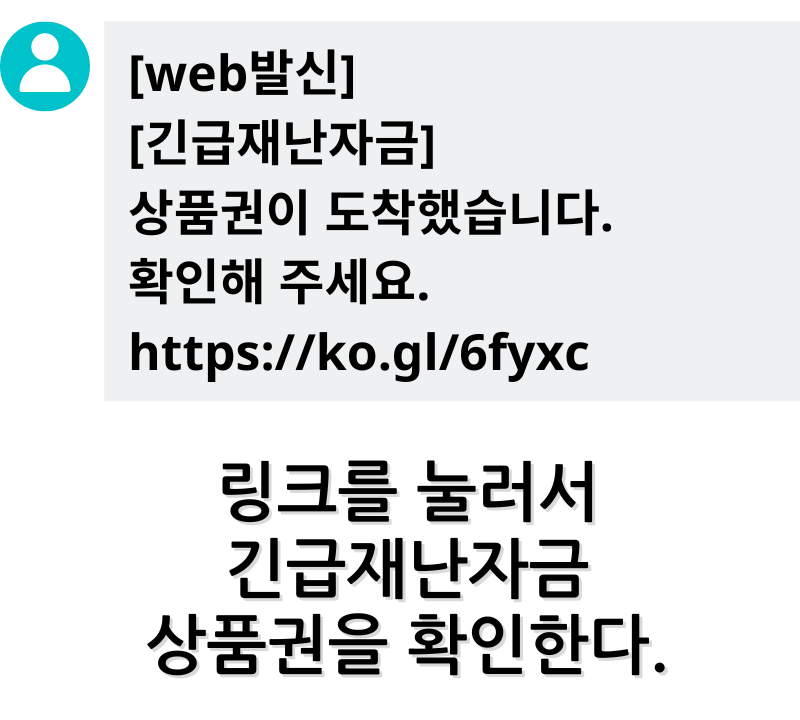 [web발신]
[긴급재난자금]
상품권이 도착했습니다.
확인해 주세요.
https://ko.gl/6fyxc
링크를 눌러서
긴급재난자금
상품권을 확인한다.